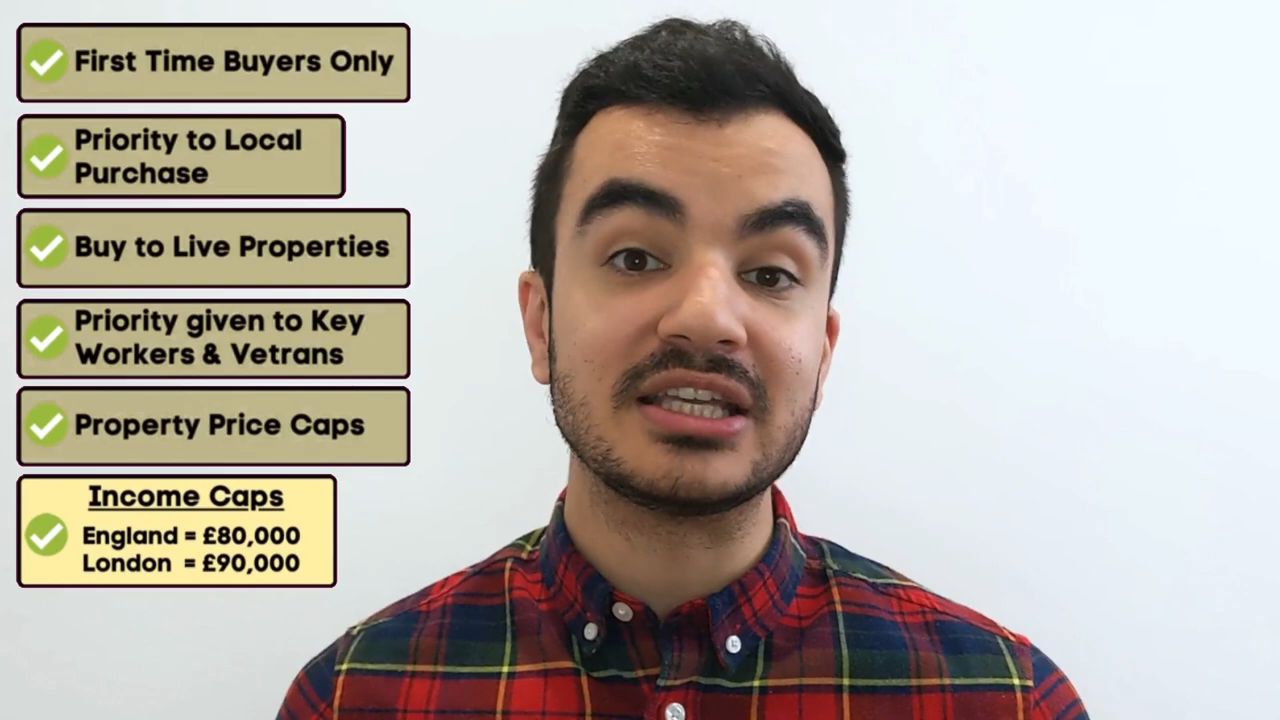 First Time Buyers Only
Priority to Local
Purchase
Buy to Live Properties
Priority given to Key
Workers & Vetrans
Property Price Caps
Income Caps
England = £80,000
London = £90,000